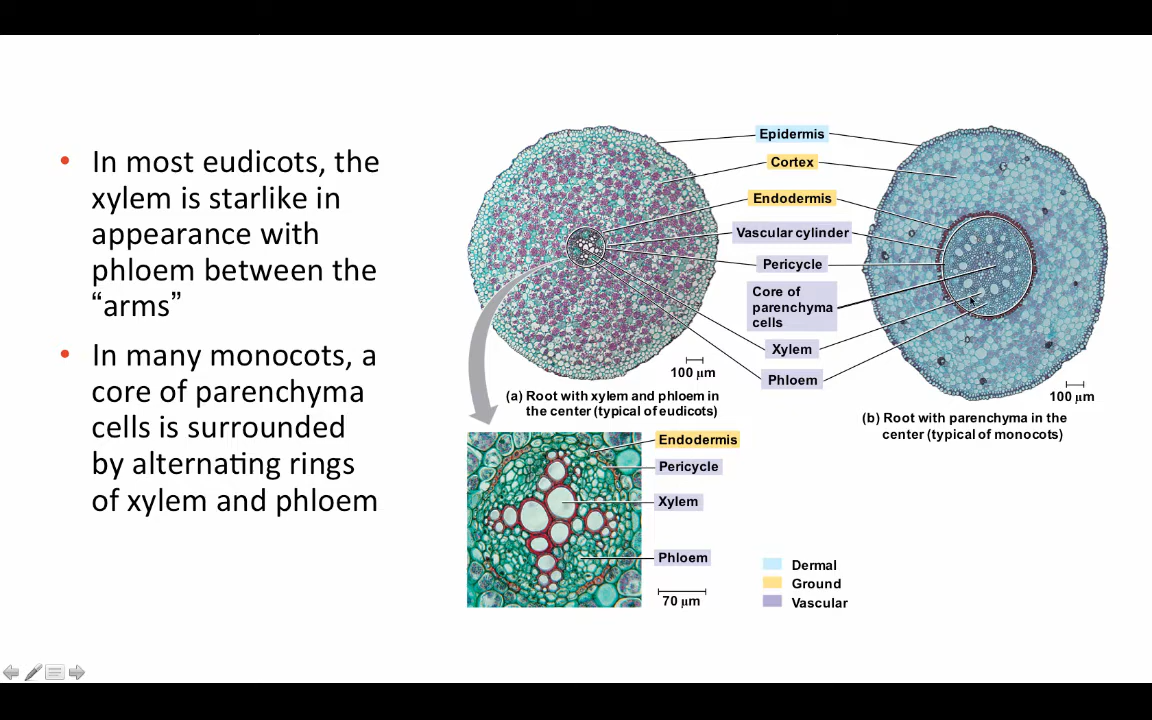 • In most eudicots, the
xylem is starlike in
appearance with
phloem between the
“arms”
• In many monocots, a
core of parenchyma
cells is surrounded
by alternating rings
of xylem and phloem
Epidermis
Cortex
Endodermis
Vascular cylinder
Pericycle
Core of
parenchyma
cells
Xylem
Phloem
100 µm
(a) Root with xylem and phloem in
the center (typical of eudicots)
100 µm
(b) Root with parenchyma in the
center (typical of monocots)
Endodermis
Pericycle
Xylem
Phloem
70 µm
Dermal
Ground
Vascular